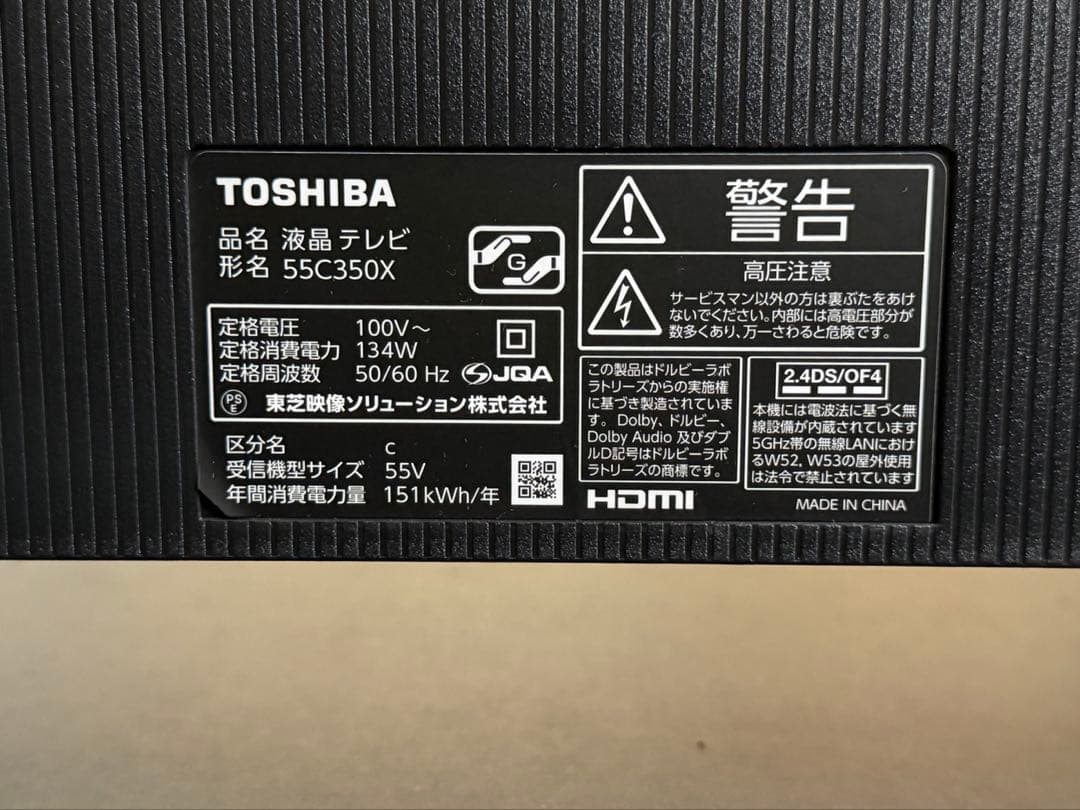 TOSHIBA
品名 液晶テレビ
形名 55C350X
G
定格電圧 100V～
定格消費電力 134W
定格周波数 50/60 Hz
JQA
PS
E
東芝映像ソリューション株式会社
区分名 c
受信機型サイズ 55V
年間消費電力量 151kWh/年
警告
高圧注意
サービスマン以外の方は裏ぶたをあけ
ないでください。内部には高電圧部分が
数多くあり、万一さわると危険です。
この製品はドルビーラボ
ラトリーズからの実施権
に基づき製造されていま
す。Dolby、ドルビー、
Dolby Audio 及びダブ
ルD記号はドルビーラボ
ラトリーズの商標です。
HDMI
2.4DS/OF4
本機には電波法に基づく無
線設備が内蔵されています
5GHz帯の無線LANにおけ
るW52, W53の屋外使用
は法令で禁止されています
MADE IN CHINA